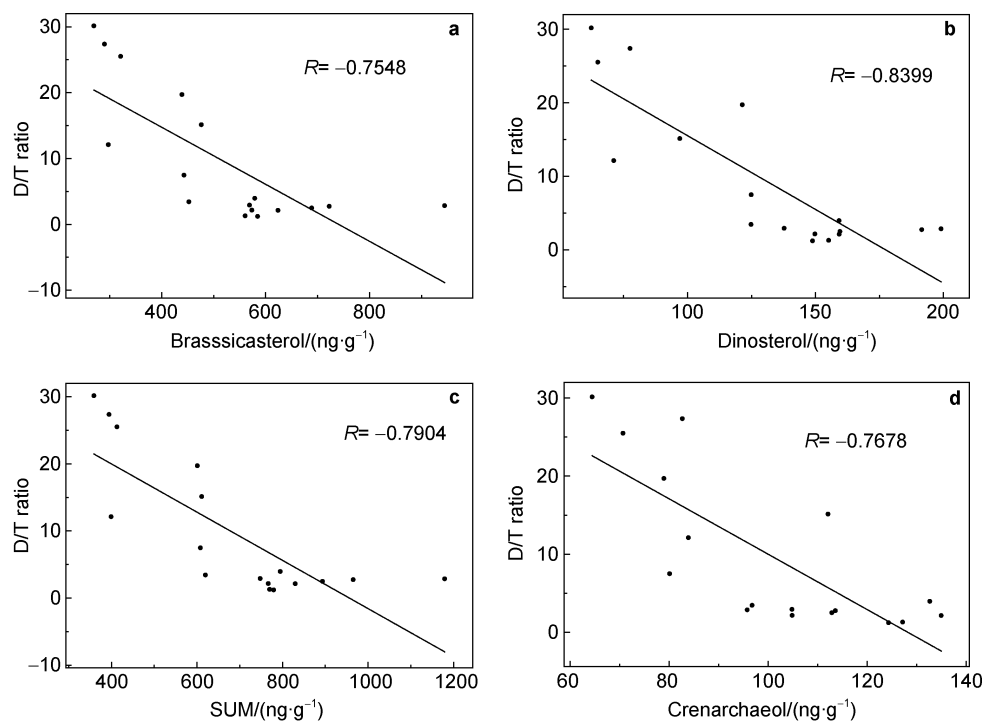 a
R= −0.7548
D/T ratio
30
20
10
0
−10
400
600
800
Brasssicasterol/(ng·g⁻¹)
b
R= −0.8399
D/T ratio
30
20
10
0
100
150
200
Dinosterol/(ng·g⁻¹)
c
R= −0.7904
D/T ratio
30
20
10
0
−10
400
600
800
1000
1200
SUM/(ng·g⁻¹)
d
R= −0.7678
D/T ratio
30
20
10
0
60
80
100
120
140
Crenarchaeol/(ng·g⁻¹)